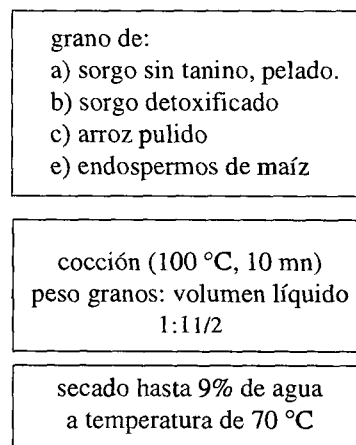 grano de:
a) sorgo sin tanino, pelado.
b) sorgo detoxificado
c) arroz pulido
e) endospermos de maíz
cocción (100 °C, 10 mn)
peso granos: volumen líquido
1:11/2
secado hasta 9% de agua
a temperatura de 70 °C